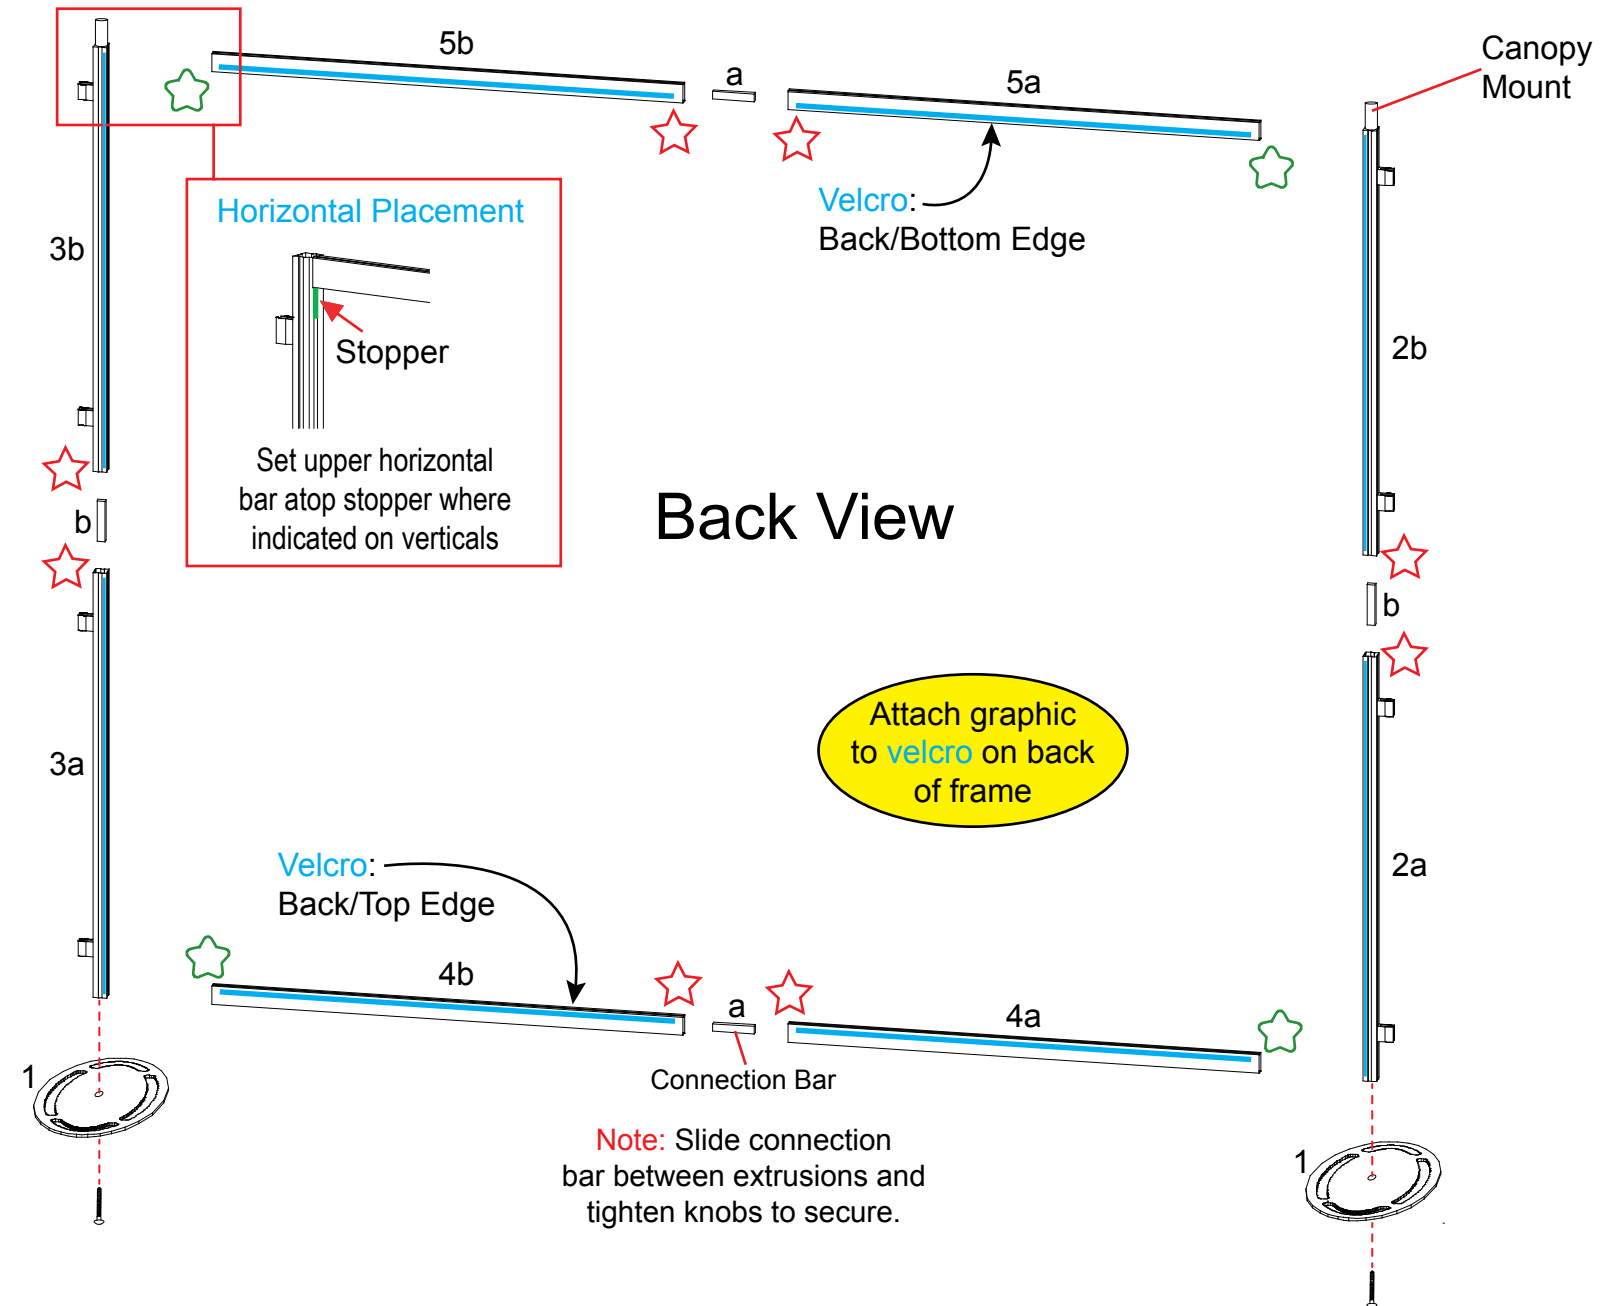 5b
a
5a
Canopy
Mount
Horizontal Placement
Velcro:
Back/Bottom Edge
3b
Stopper
2b
Set upper horizontal
bar atop stopper where
indicated on verticals
Back View
b
b
Attach graphic
to velcro on back
of frame
3a
2a
Velcro:
Back/Top Edge
4b
a
4a
Connection Bar
1
Note: Slide connection
bar between extrusions and
tighten knobs to secure.
1